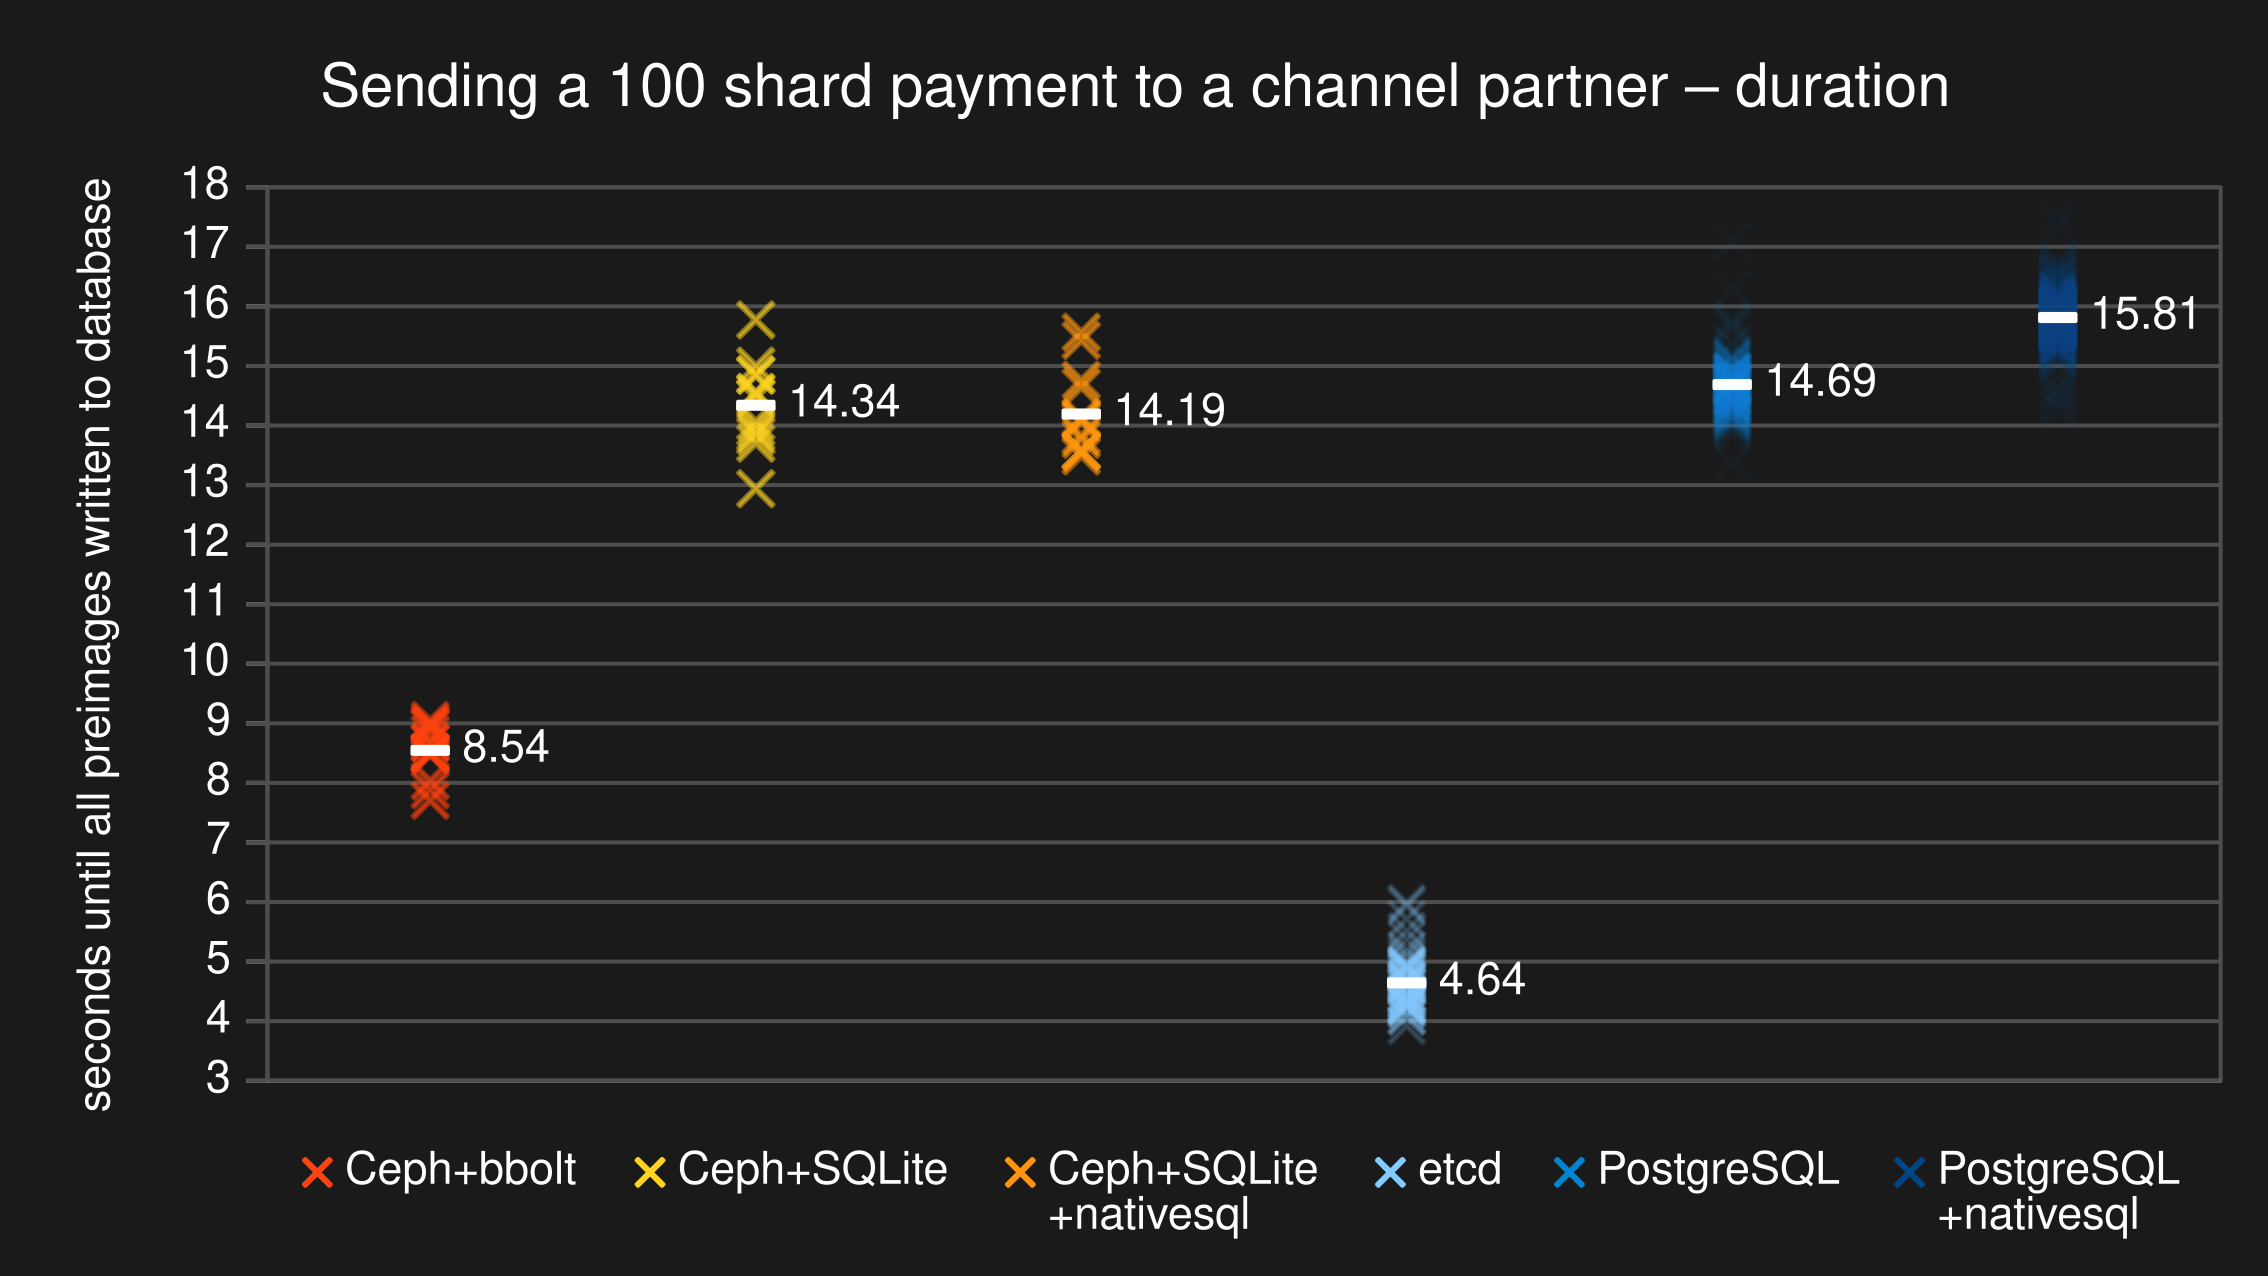 Sending a 100 shard payment to a channel partner – duration
seconds until all preimages written to database
18
17
16
15
14
13
12
11
10
9
8
7
6
5
4
3
8.54
14.34
14.19
4.64
14.69
15.81
Ceph+bbolt
Ceph+SQLite
Ceph+SQLite
+nativesql
etcd
PostgreSQL
PostgreSQL
+nativesql